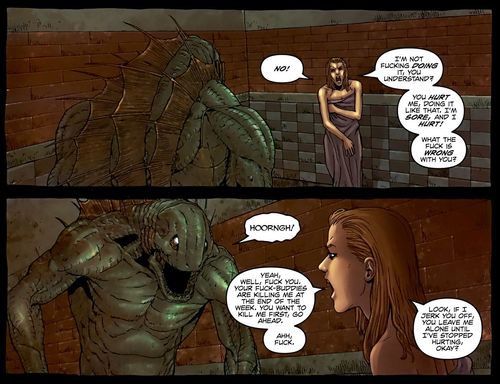 NO!
I'M NOT
FUCKING DOING
IT, YOU
UNDERSTAND?
YOU HURT
ME, DOING IT
LIKE THAT. I'M
SORE, AND I
HURT!
WHAT THE
FUCK IS
WRONG
WITH YOU?
HOORNGH!
YEAH,
WELL, FUCK YOU.
YOUR FUCK-BUDDIES
ARE KILLING ME AT
THE END OF THE
WEEK. YOU WANT TO
KILL ME FIRST, GO
AHEAD.
AHH,
FUCK.
LOOK, IF I
JERK YOU OFF,
YOU LEAVE ME
ALONE UNTIL
I'VE STOPPED
HURTING,
OKAY?